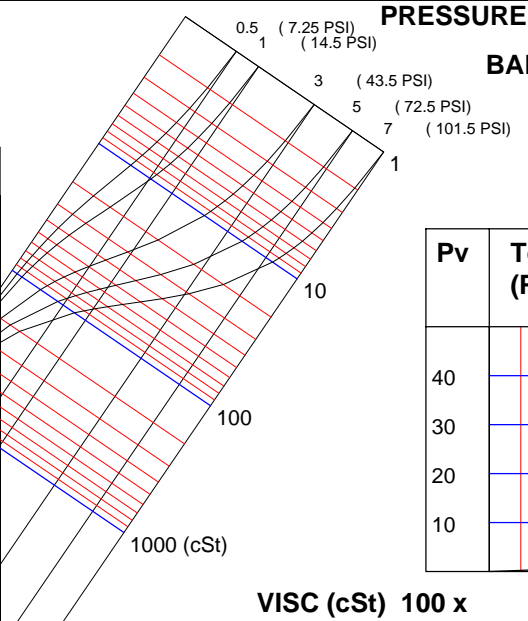 PRESSURE
BA
0.5 ( 7.25 PSI)
1 ( 14.5 PSI)
3 ( 43.5 PSI)
5 ( 72.5 PSI)
7 ( 101.5 PSI)
1
10
100
1000 (cSt)
Pv
T
(F
40
30
20
10
VISC (cSt) 100 x